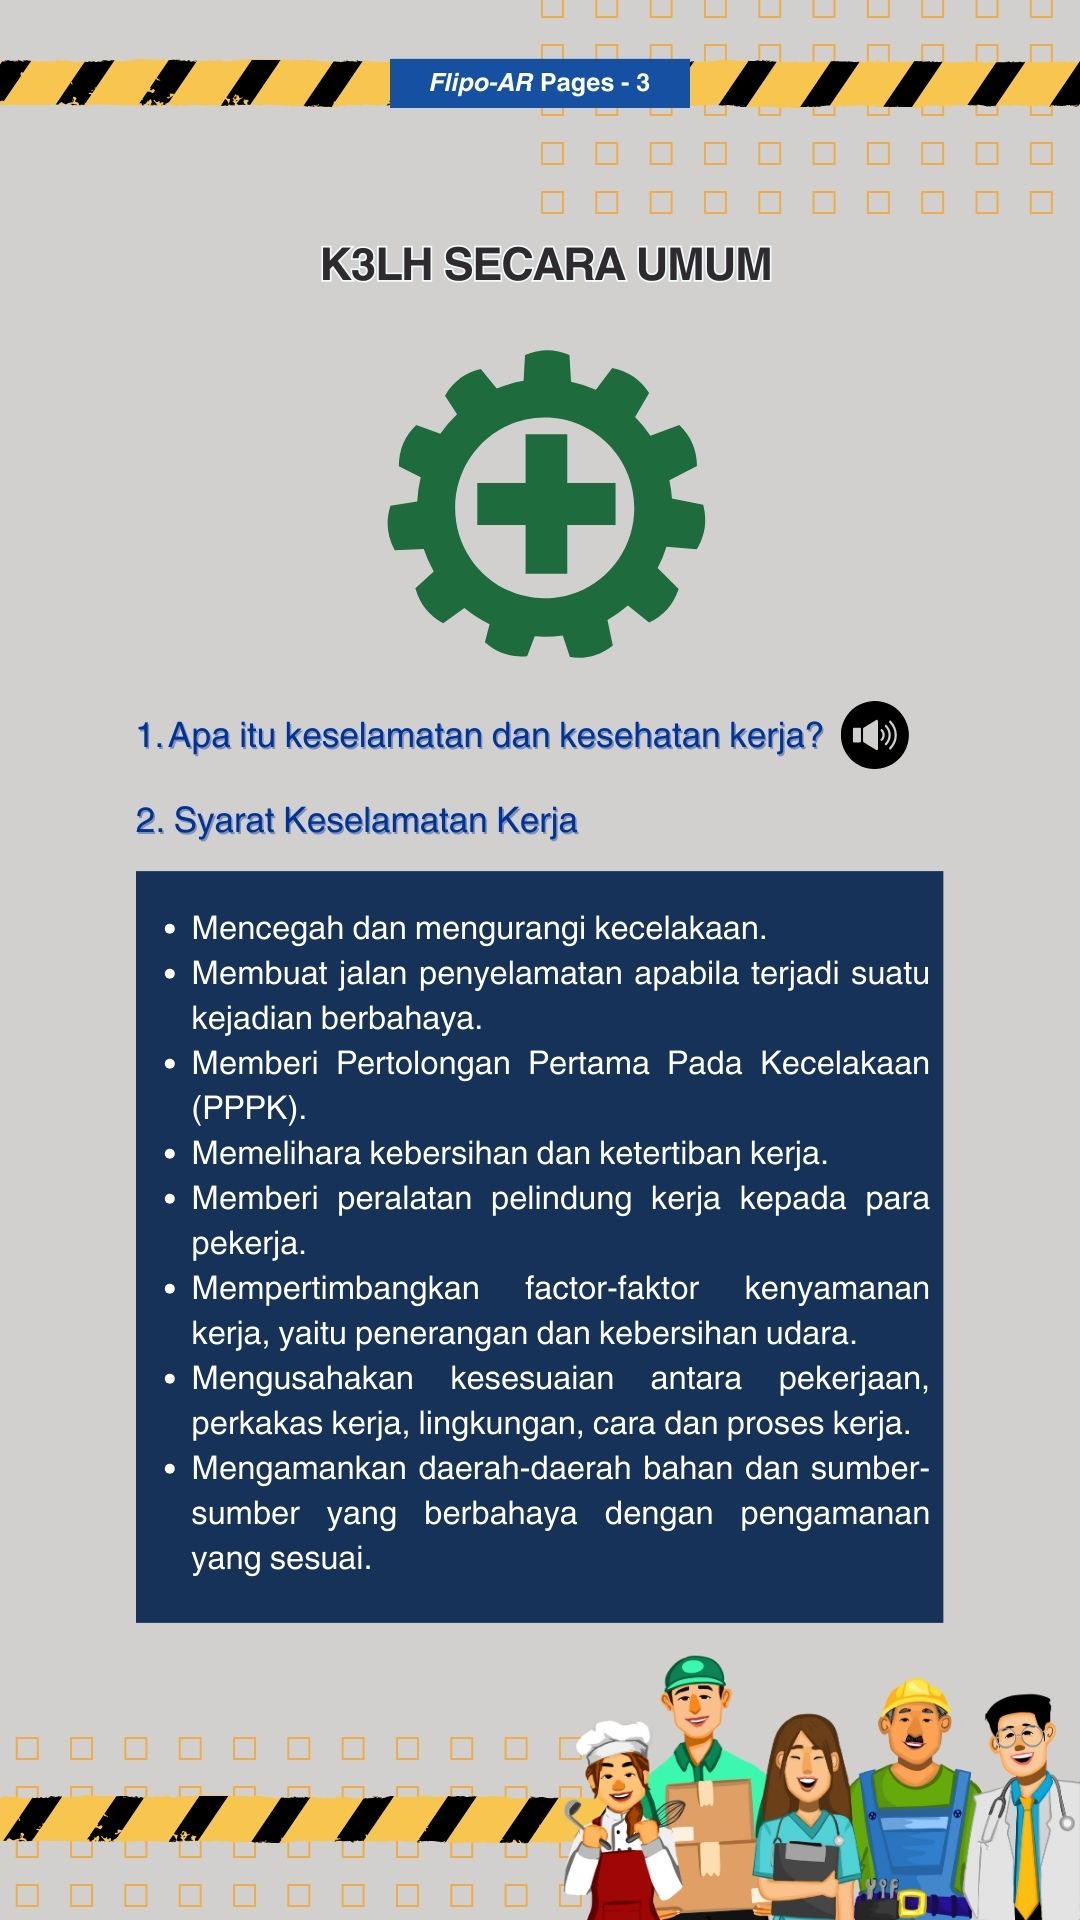 Flipo-AR Pages - 3
K3LH SECARA UMUM
1. Apa itu keselamatan dan kesehatan kerja?
2. Syarat Keselamatan Kerja
• Mencegah dan mengurangi kecelakaan.
• Membuat jalan penyelamatan apabila terjadi suatu
kejadian berbahaya.
• Memberi Pertolongan Pertama Pada Kecelakaan
(PPPK).
• Memelihara kebersihan dan ketertiban kerja.
• Memberi peralatan pelindung kerja kepada para
pekerja.
• Mempertimbangkan factor-faktor kenyamanan
kerja, yaitu penerangan dan kebersihan udara.
• Mengusahakan kesesuaian antara pekerjaan,
perkakas kerja, lingkungan, cara dan proses kerja.
• Mengamankan daerah-daerah bahan dan sumber-
sumber yang berbahaya dengan pengamanan
yang sesuai.